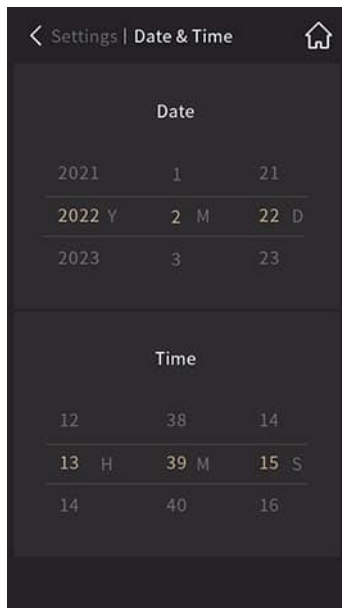 Settings | Date & Time
Date
2021 1 21
2022 Y 2 M 22 D
2023 3 23
Time
12 38 14
13 H 39 M 15 S
14 40 16